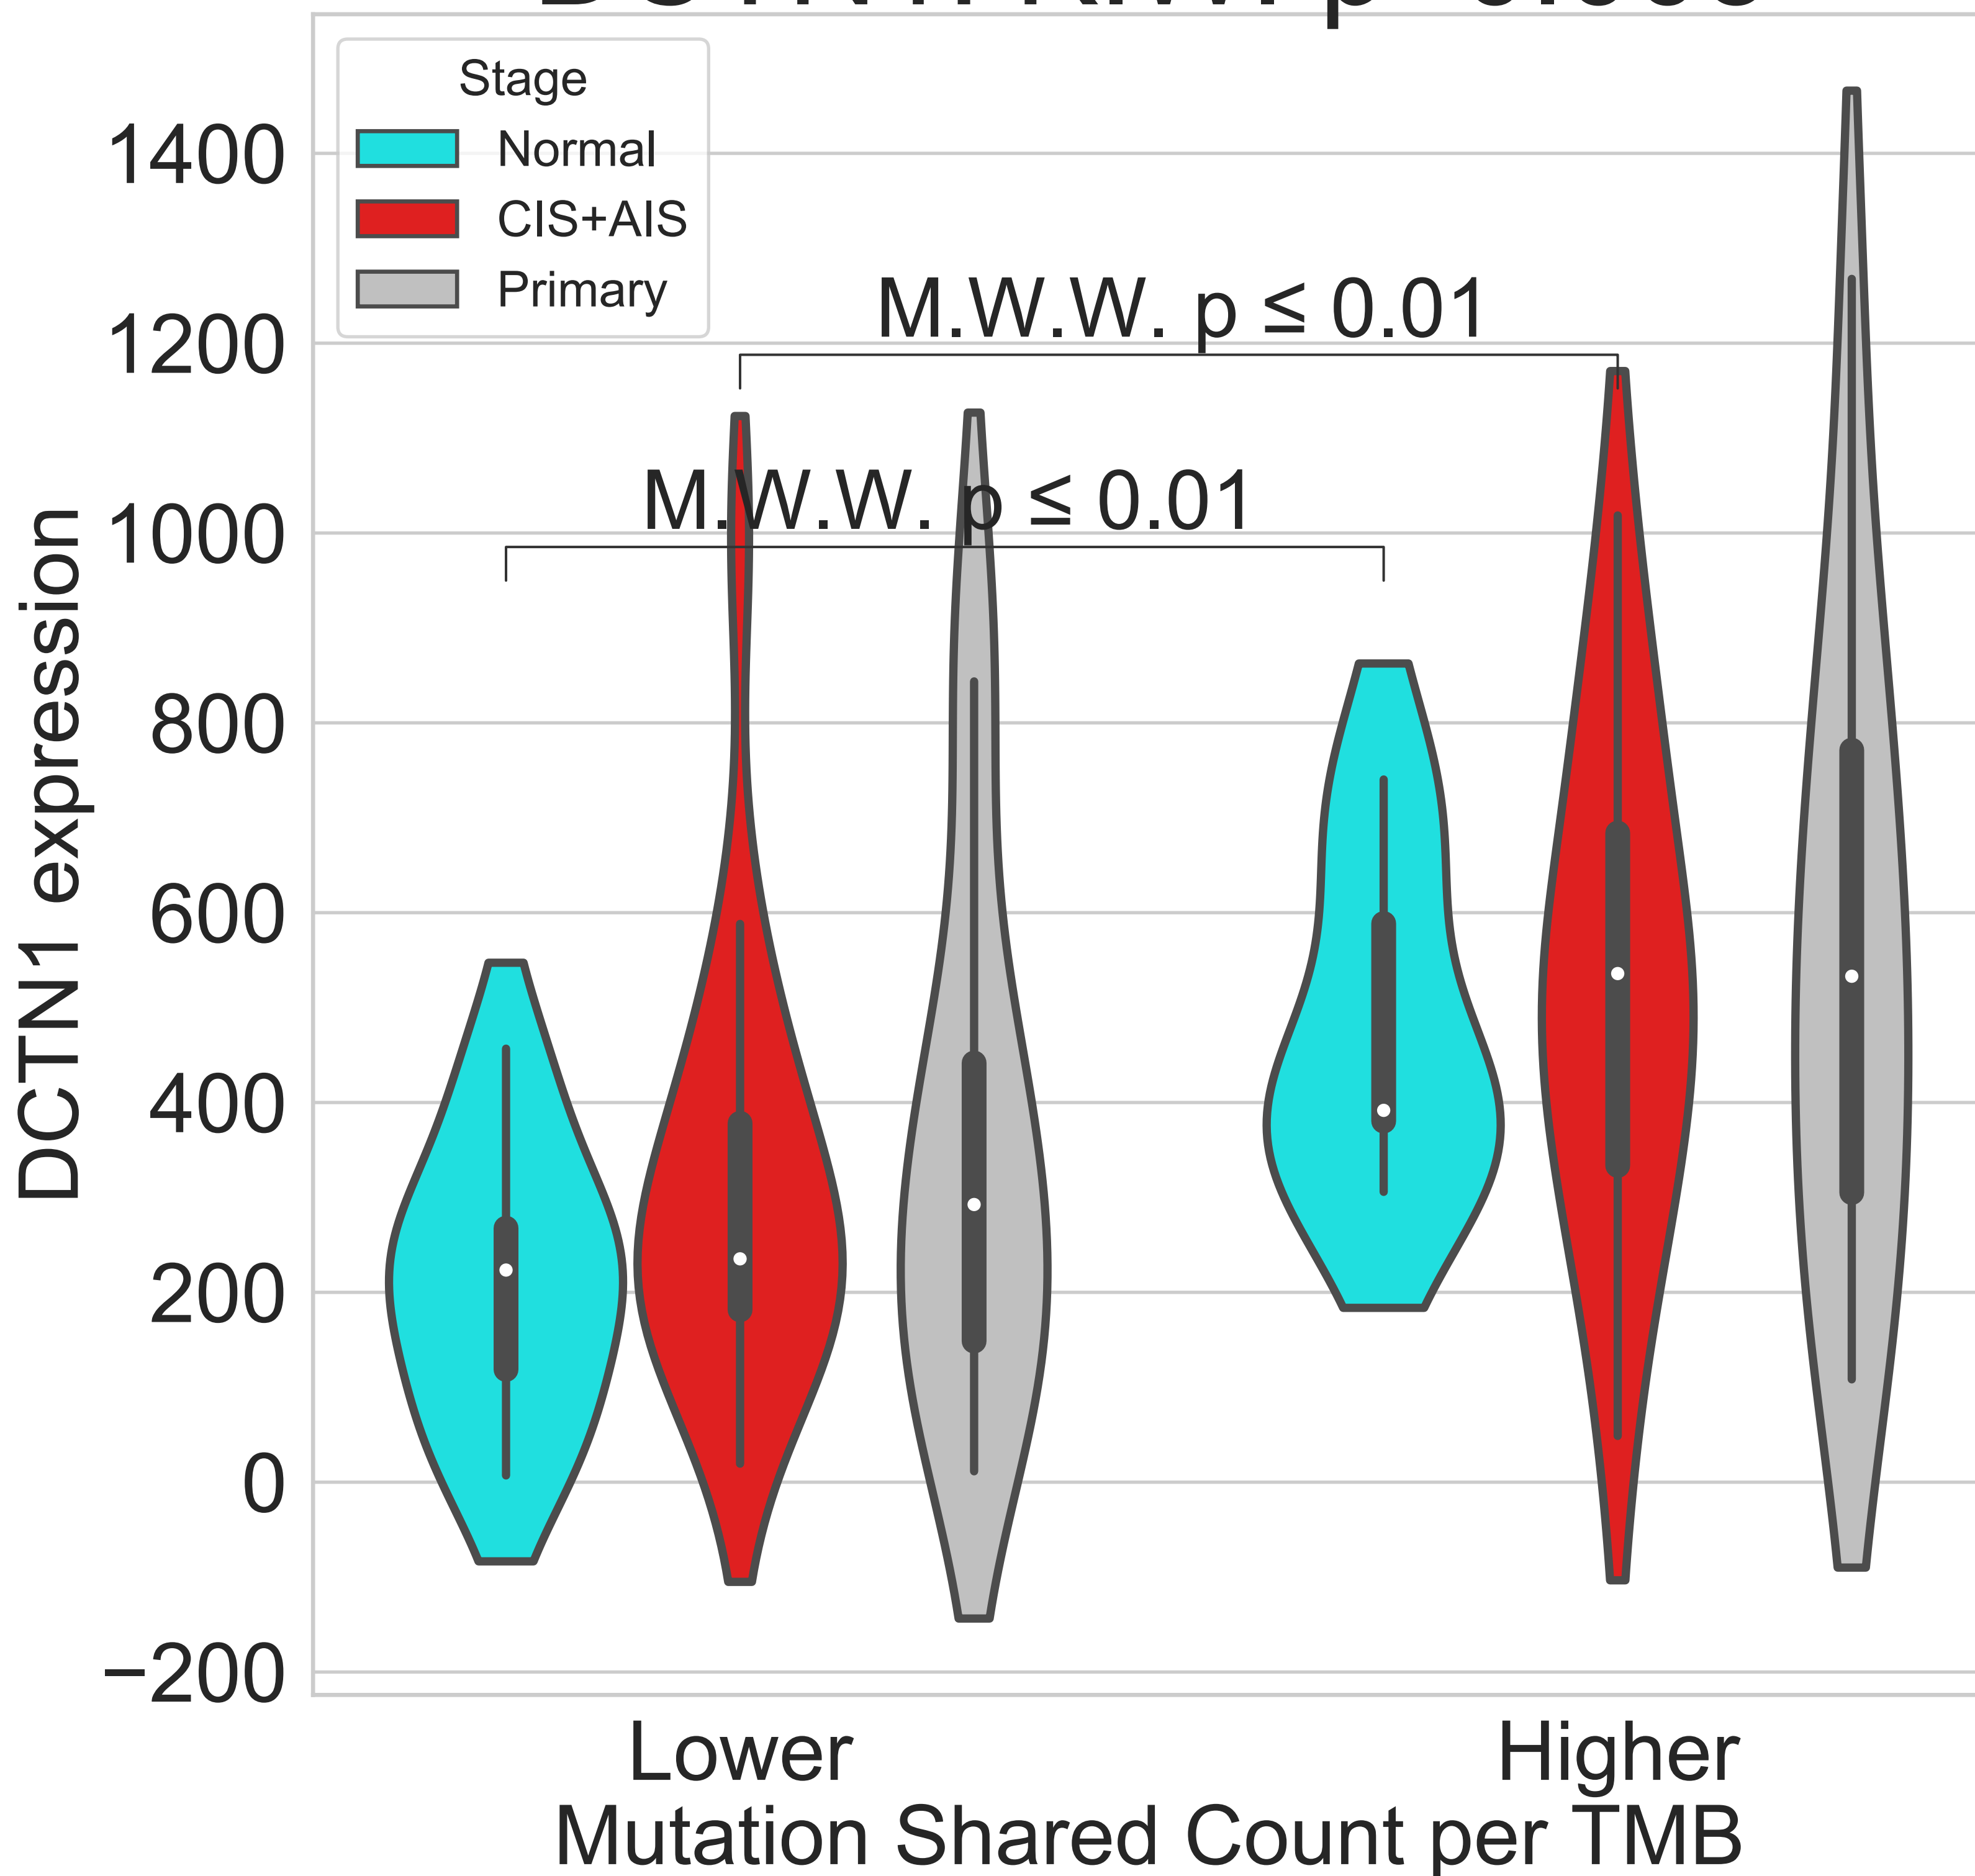 Stage
Normal
CIS+AIS
Primary
M.W.W. p ≤ 0.01
M.W.W. p ≤ 0.01
DCTN1 expression
1400
1200
1000
800
600
400
200
0
−200
Lower
Higher
Mutation Shared Count per TMB